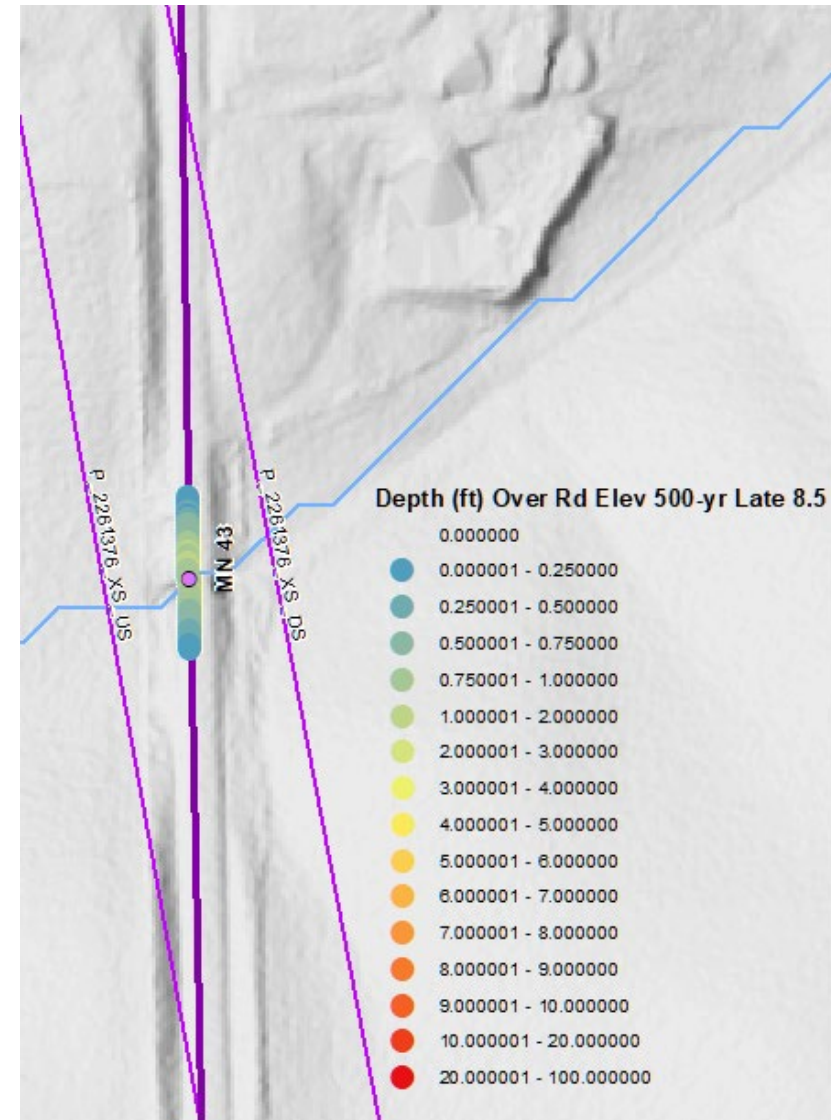 P_2261376_XS_US
MN 43
P_2261376_XS_DS
Depth (ft) Over Rd Elev 500-yr Late 8.5
0.000000
0.000001 - 0.250000
0.250001 - 0.500000
0.500001 - 0.750000
0.750001 - 1.000000
1.000001 - 2.000000
2.000001 - 3.000000
3.000001 - 4.000000
4.000001 - 5.000000
5.000001 - 6.000000
6.000001 - 7.000000
7.000001 - 8.000000
8.000001 - 9.000000
9.000001 - 10.000000
10.000001 - 20.000000
20.000001 - 100.000000